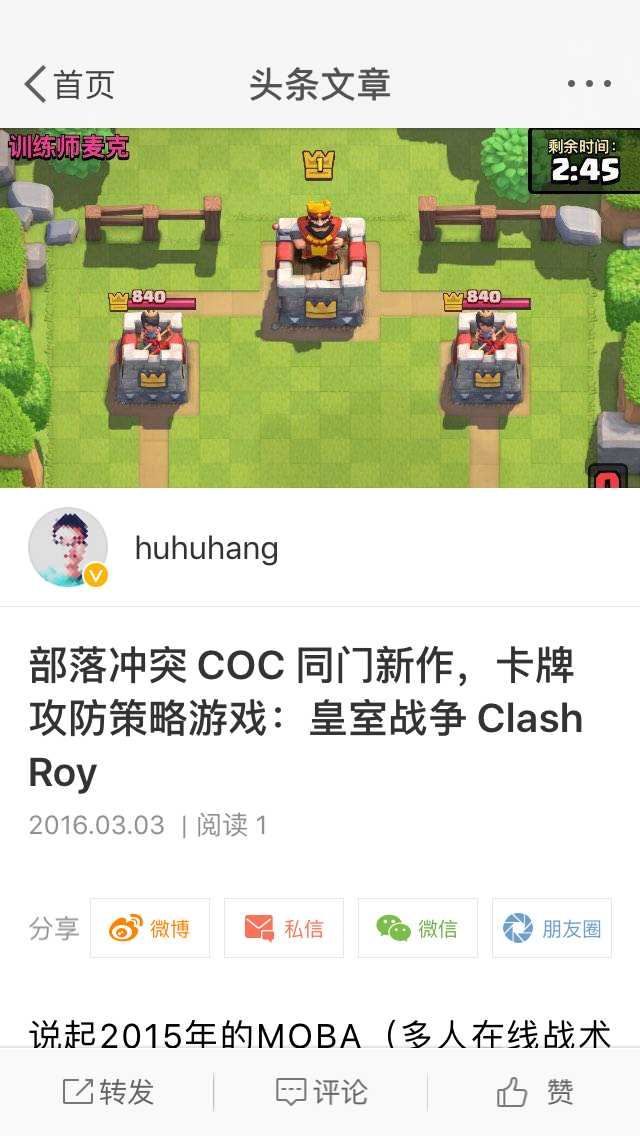 首页
头条文章
训练师麦克
剩余时间：
2:45
1
840
840
0
huhuhang
部落冲突 COC 同门新作，卡牌
攻防策略游戏：皇室战争 Clash
Roy
2016.03.03 | 阅读 1
分享 微博 私信 微信 朋友圈
说起2015年的MOBA（多人在线战术
转发 评论 赞